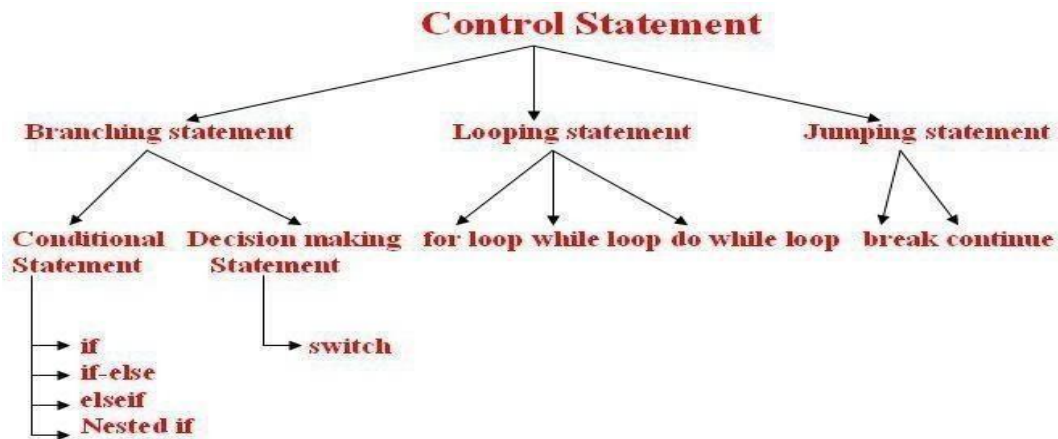 Control Statement
Branching statement
Looping statement
Jumping statement
Conditional
Statement
Decision making
Statement
for loop while loop do while loop
break continue
if
if-else
elseif
Nested if
switch